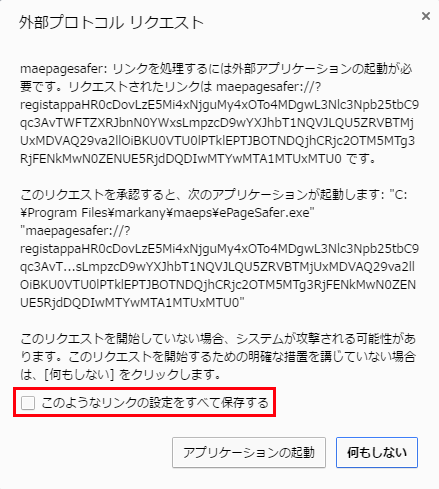 外部プロトコル リクエスト
maepagesafer: リンクを処理するには外部アプリケーションの起動が必
要です。リクエストされたリンクは maepagesafer://?
registappaHR0cDovLzE5Mi4xNjguMy4xOTo4MDgwL3Nlc3Npb25tbC9
qc3AvTWFTZXRJbnN0YWxsLmpzcD9wYXJhbT1NQVJLQU5ZRVBTMj
UxMDVAQ29va2llOiBKU0VTU0lPTklEPTJBOTNDQjhCRjc2OTM5MTg3
RjFENkMwN0ZENUE5RjdDQDIwMTYwMTA1MTUxMTU0 です。
このリクエストを承認すると、次のアプリケーションが起動します: "C:
¥Program Files¥markany¥maeps¥ePageSafer.exe"
"maepagesafer://?
registappaHR0cDovLzE5Mi4xNjguMy4xOTo4MDgwL3Nlc3Npb25tbC9
qc3AvT...sLmpzcD9wYXJhbT1NQVJLQU5ZRVBTMjUxMDVAQ29va2ll
OiBKU0VTU0lPTklEPTJBOTNDQjhCRjc2OTM5MTg3RjFENkMwN0ZEN
UE5RjdDQDIwMTYwMTA1MTUxMTU0"
このリクエストを開始していない場合、システムが攻撃される可能性があ
ります。このリクエストを開始するための明確な措置を講じていない場合
は、[何もしない] をクリックします。
このようなリンクの設定をすべて保存する
アプリケーションの起動
何もしない